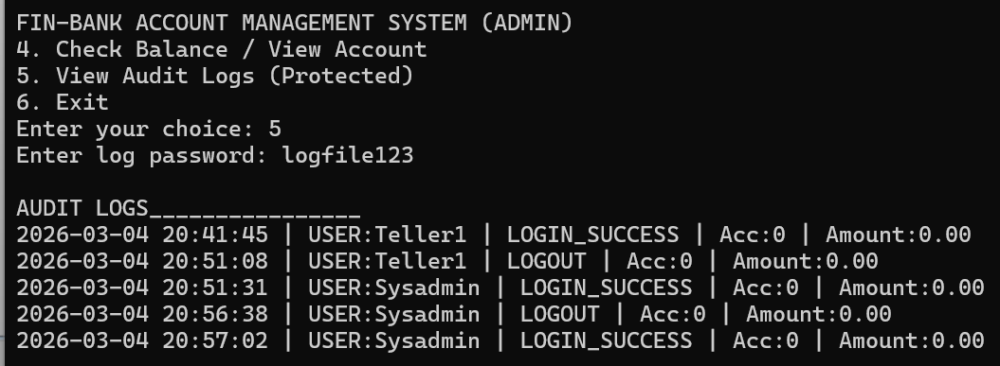 FIN-BANK ACCOUNT MANAGEMENT SYSTEM (ADMIN)
4. Check Balance / View Account
5. View Audit Logs (Protected)
6. Exit
Enter your choice: 5
Enter log password: logfile123
AUDIT LOGS________________
2026-03-04 20:41:45 | USER:Teller1 | LOGIN_SUCCESS | Acc:0 | Amount:0.00
2026-03-04 20:51:08 | USER:Teller1 | LOGOUT | Acc:0 | Amount:0.00
2026-03-04 20:51:31 | USER:Sysadmin | LOGIN_SUCCESS | Acc:0 | Amount:0.00
2026-03-04 20:56:38 | USER:Sysadmin | LOGOUT | Acc:0 | Amount:0.00
2026-03-04 20:57:02 | USER:Sysadmin | LOGIN_SUCCESS | Acc:0 | Amount:0.00